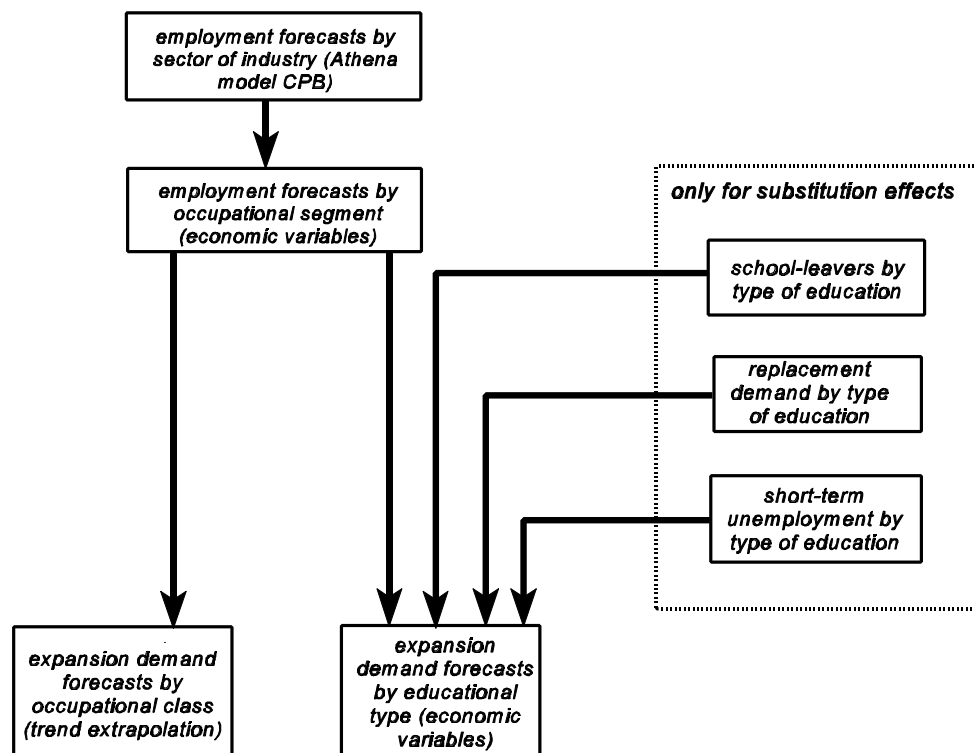 employment forecasts by
sector of industry (Athena
model CPB)
employment forecasts by
occupational segment
(economic variables)
only for substitution effects
school-leavers by
type of education
replacement
demand by type
of education
short-term
unemployment by
type of education
expansion demand
forecasts by
occupational class
(trend extrapolation)
expansion
demand forecasts
by educational
type (economic
variables)